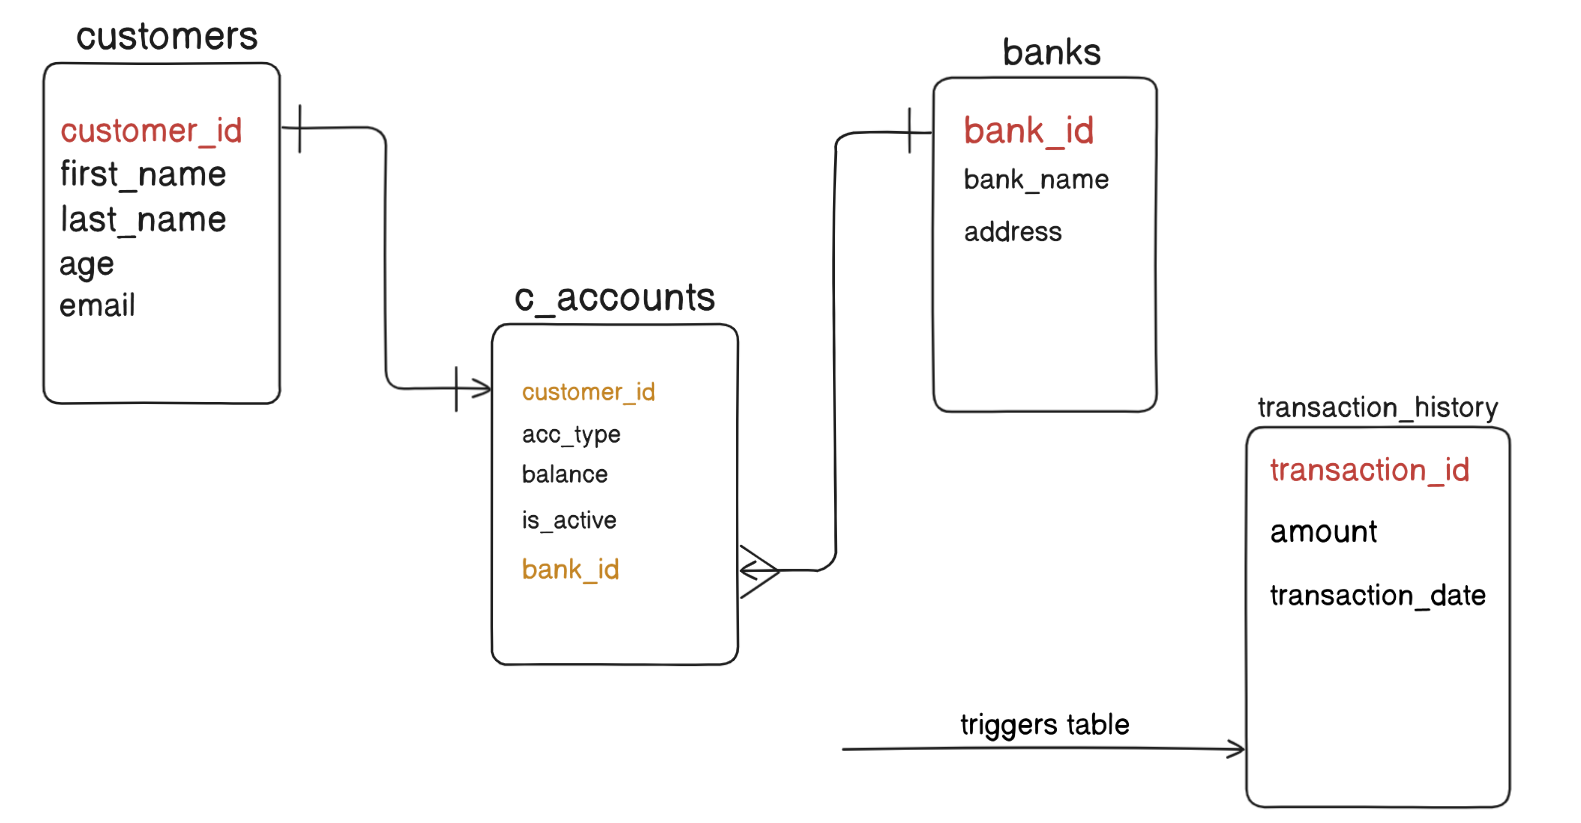 customers
customer_id
first_name
last_name
age
email
banks
bank_id
bank_name
address
c_accounts
customer_id
acc_type
balance
is_active
bank_id
transaction_history
transaction_id
amount
transaction_date
triggers table